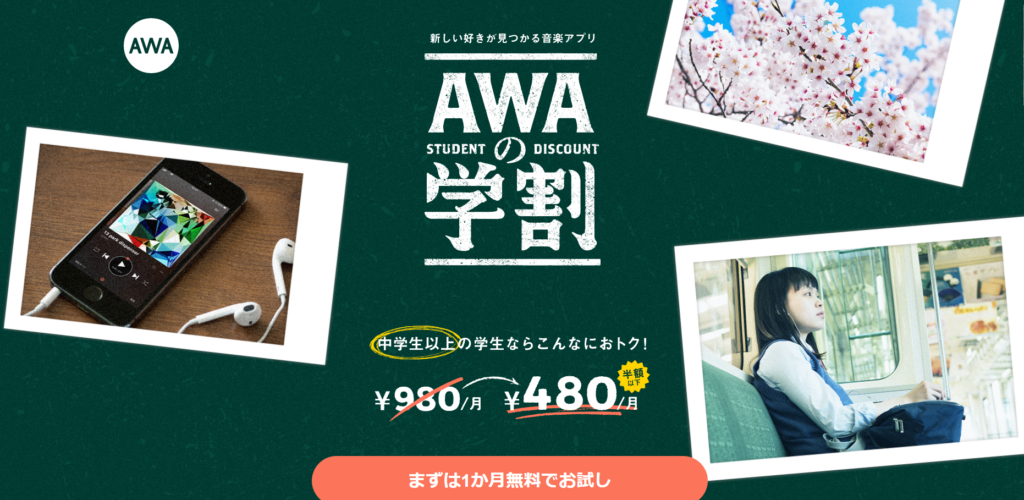 AWA
新しい好きが見つかる音楽アプリ
AWA
STUDENT の DISCOUNT
学割
中学生以上の学生ならこんなにおトク!
¥980/月 ¥480/月
半額
以下
まずは1か月無料でお試し